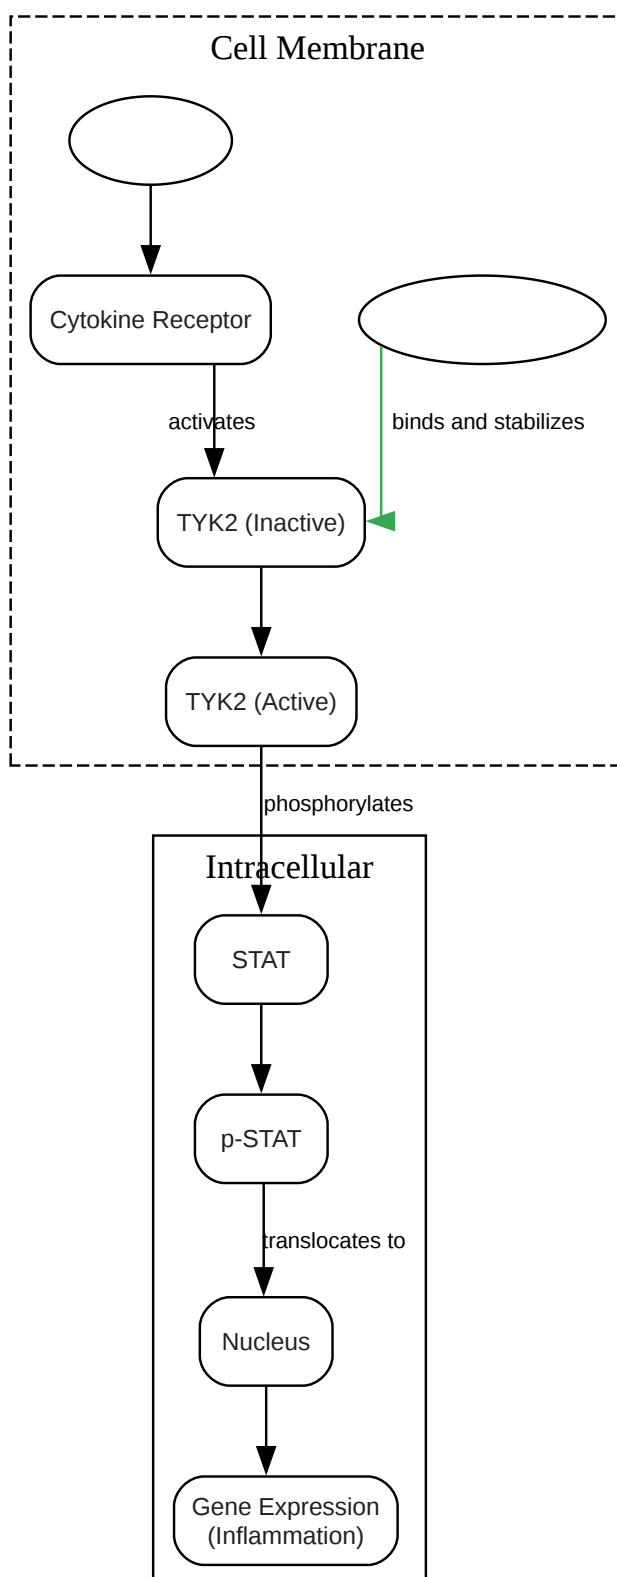 Cell Membrane
Cytokine Receptor
activates
binds and stabilizes
TYK2 (Inactive)
TYK2 (Active)
phosphorylates
Intracellular
STAT
p-STAT
translocates to
Nucleus
Gene Expression
(Inflammation)